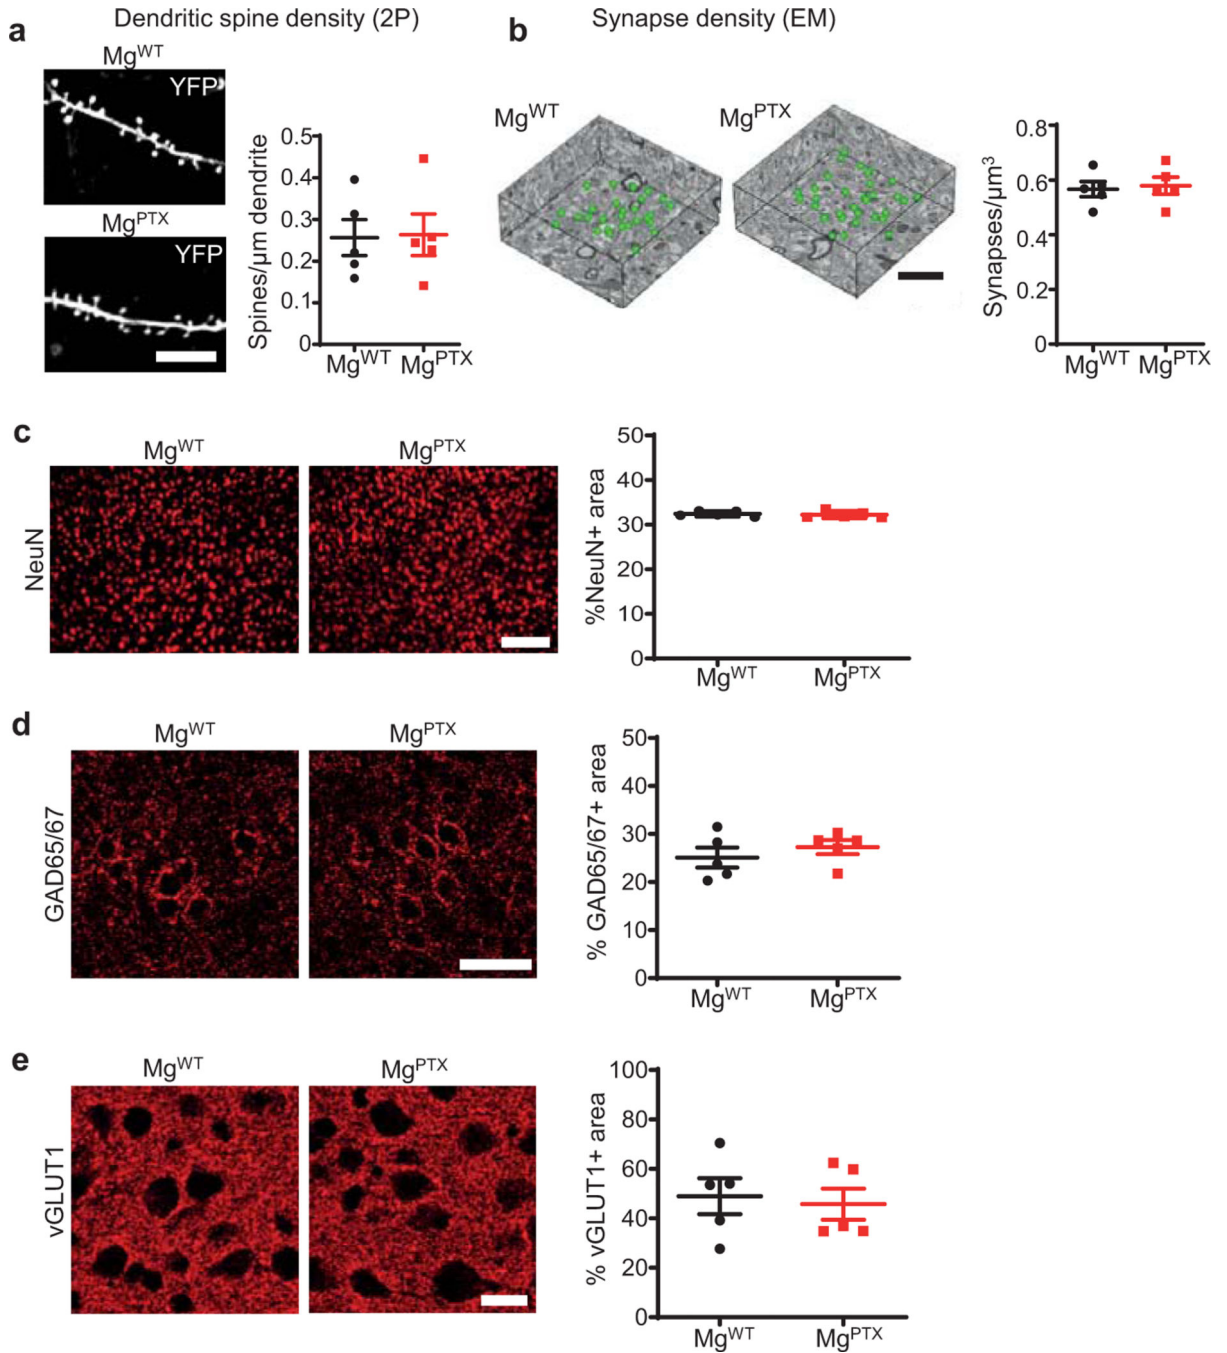 a
Dendritic spine density (2P)
Mg^WT
YFP
Mg^PTX
YFP
Spines/µm dendrite
0.5
0.4
0.3
0.2
0.1
0
Mg^WT
Mg^PTX
b
Synapse density (EM)
Mg^WT
Mg^PTX
Synapses/µm³
0.8
0.6
0.4
0.2
0
Mg^WT
Mg^PTX
c
Mg^WT
Mg^PTX
NeuN
%NeuN+ area
50
40
30
20
10
0
Mg^WT
Mg^PTX
d
Mg^WT
Mg^PTX
GAD65/67
% GAD65/67+ area
50
40
30
20
10
0
Mg^WT
Mg^PTX
e
Mg^WT
Mg^PTX
vGLUT1
% vGLUT1+ area
100
80
60
40
20
0
Mg^WT
Mg^PTX